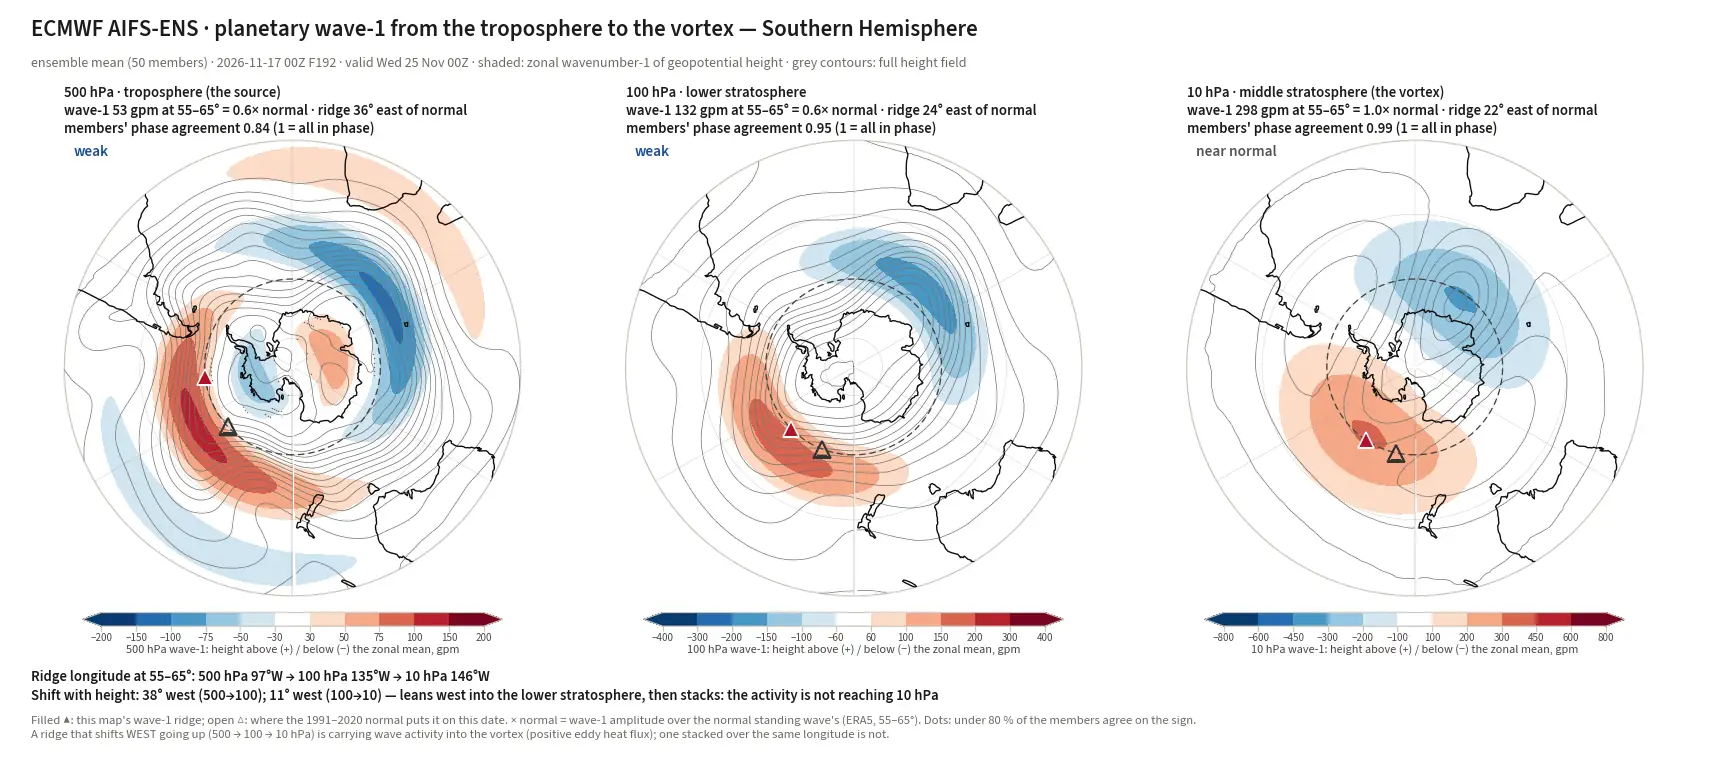 ECMWF AIFS-ENS · planetary wave-1 from the troposphere to the vortex — Southern Hemisphere
ensemble mean (50 members) · 2026-11-17 00Z F192 · valid Wed 25 Nov 00Z · shaded: zonal wavenumber-1 of geopotential height · grey contours: full height field
500 hPa · troposphere (the source)
wave-1 53 gpm at 55–65° = 0.6× normal · ridge 36° east of normal
members' phase agreement 0.84 (1 = all in phase)
weak
100 hPa · lower stratosphere
wave-1 132 gpm at 55–65° = 0.6× normal · ridge 24° east of normal
members' phase agreement 0.95 (1 = all in phase)
weak
10 hPa · middle stratosphere (the vortex)
wave-1 298 gpm at 55–65° = 1.0× normal · ridge 22° east of normal
members' phase agreement 0.99 (1 = all in phase)
near normal
−200 −150 −100 −75 −50 −30 30 50 75 100 150 200
500 hPa wave-1: height above (+) / below (−) the zonal mean, gpm
−400 −300 −200 −150 −100 −60 60 100 150 200 300 400
100 hPa wave-1: height above (+) / below (−) the zonal mean, gpm
−800 −600 −450 −300 −200 −100 100 200 300 450 600 800
10 hPa wave-1: height above (+) / below (−) the zonal mean, gpm
Ridge longitude at 55–65°: 500 hPa 97°W → 100 hPa 135°W → 10 hPa 146°W
Shift with height: 38° west (500→100); 11° west (100→10) — leans west into the lower stratosphere, then stacks: the activity is not reaching 10 hPa
Filled ▲: this map's wave-1 ridge; open △: where the 1991–2020 normal puts it on this date. × normal = wave-1 amplitude over the normal standing wave's (ERA5, 55–65°). Dots: under 80 % of the members agree on the sign.
A ridge that shifts WEST going up (500 → 100 → 10 hPa) is carrying wave activity into the vortex (positive eddy heat flux); one stacked over the same longitude is not.